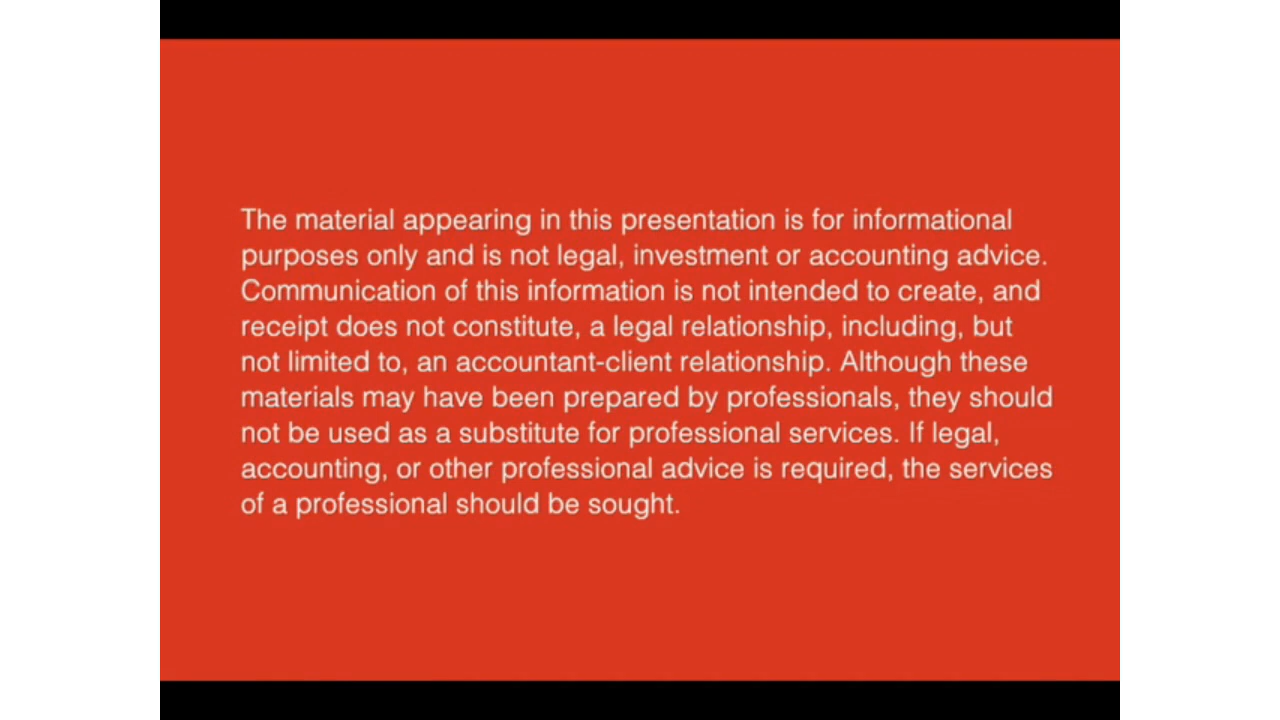 The material appearing in this presentation is for informational
purposes only and is not legal, investment or accounting advice.
Communication of this information is not intended to create, and
receipt does not constitute, a legal relationship, including, but
not limited to, an accountant-client relationship. Although these
materials may have been prepared by professionals, they should
not be used as a substitute for professional services. If legal,
accounting, or other professional advice is required, the services
of a professional should be sought.